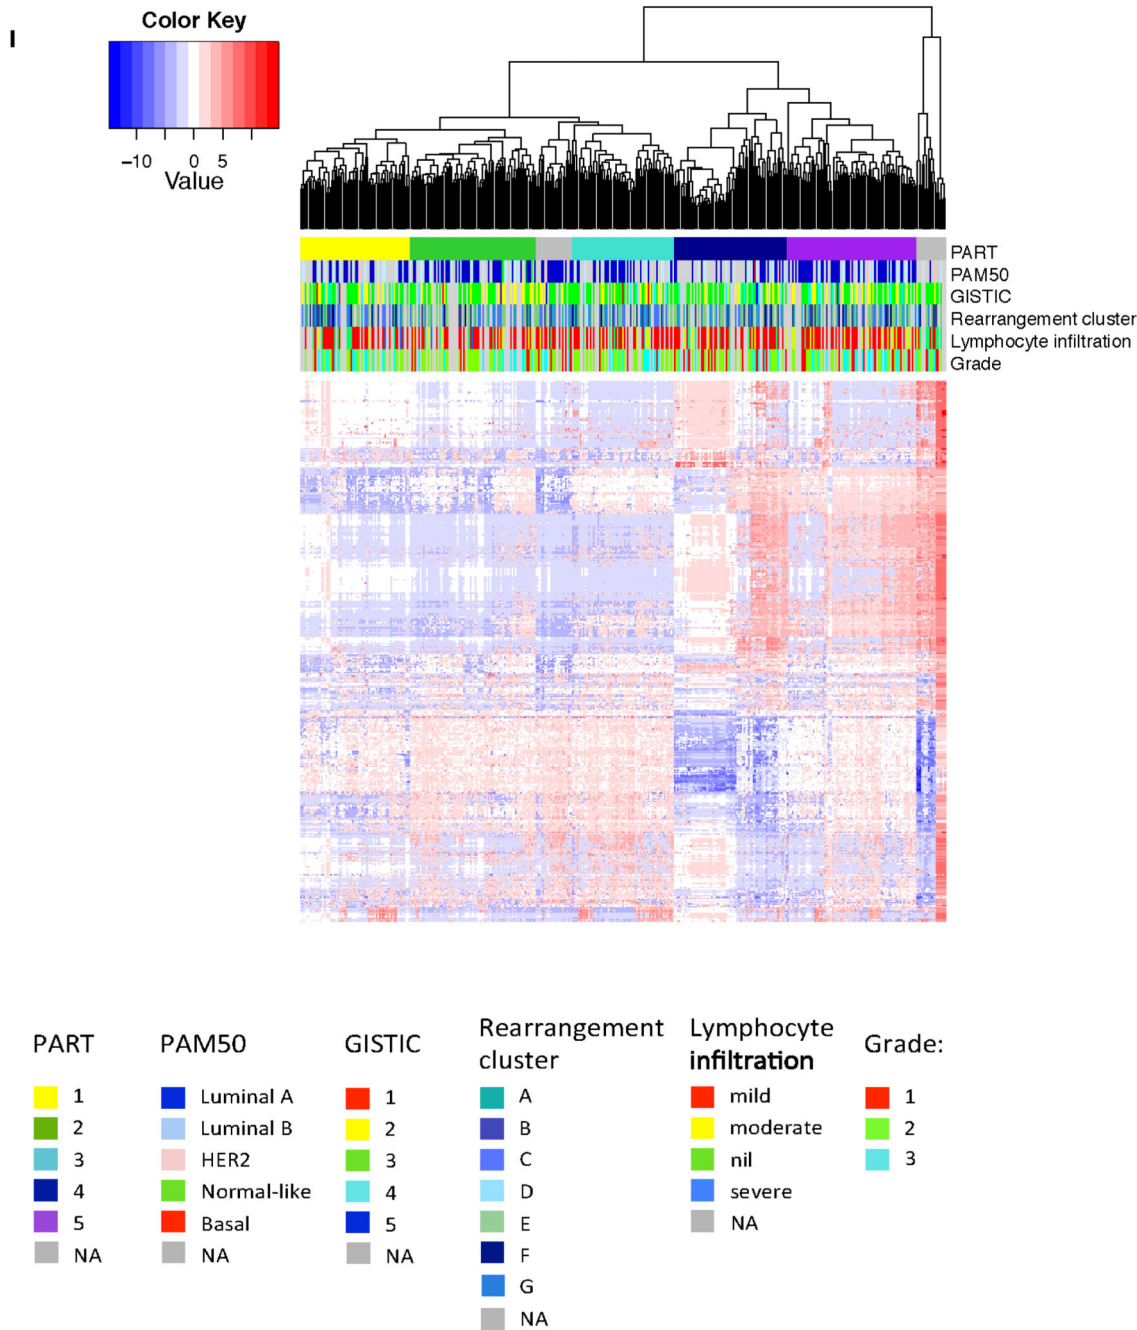 I
Color Key
−10 0 5
Value
PART
PAM50
GISTIC
Rearrangement cluster
Lymphocyte infiltration
Grade
PART
1
2
3
4
5
NA
PAM50
Luminal A
Luminal B
HER2
Normal-like
Basal
NA
GISTIC
1
2
3
4
5
NA
Rearrangement
cluster
A
B
C
D
E
F
G
NA
Lymphocyte
infiltration
mild
moderate
nil
severe
NA
Grade:
1
2
3